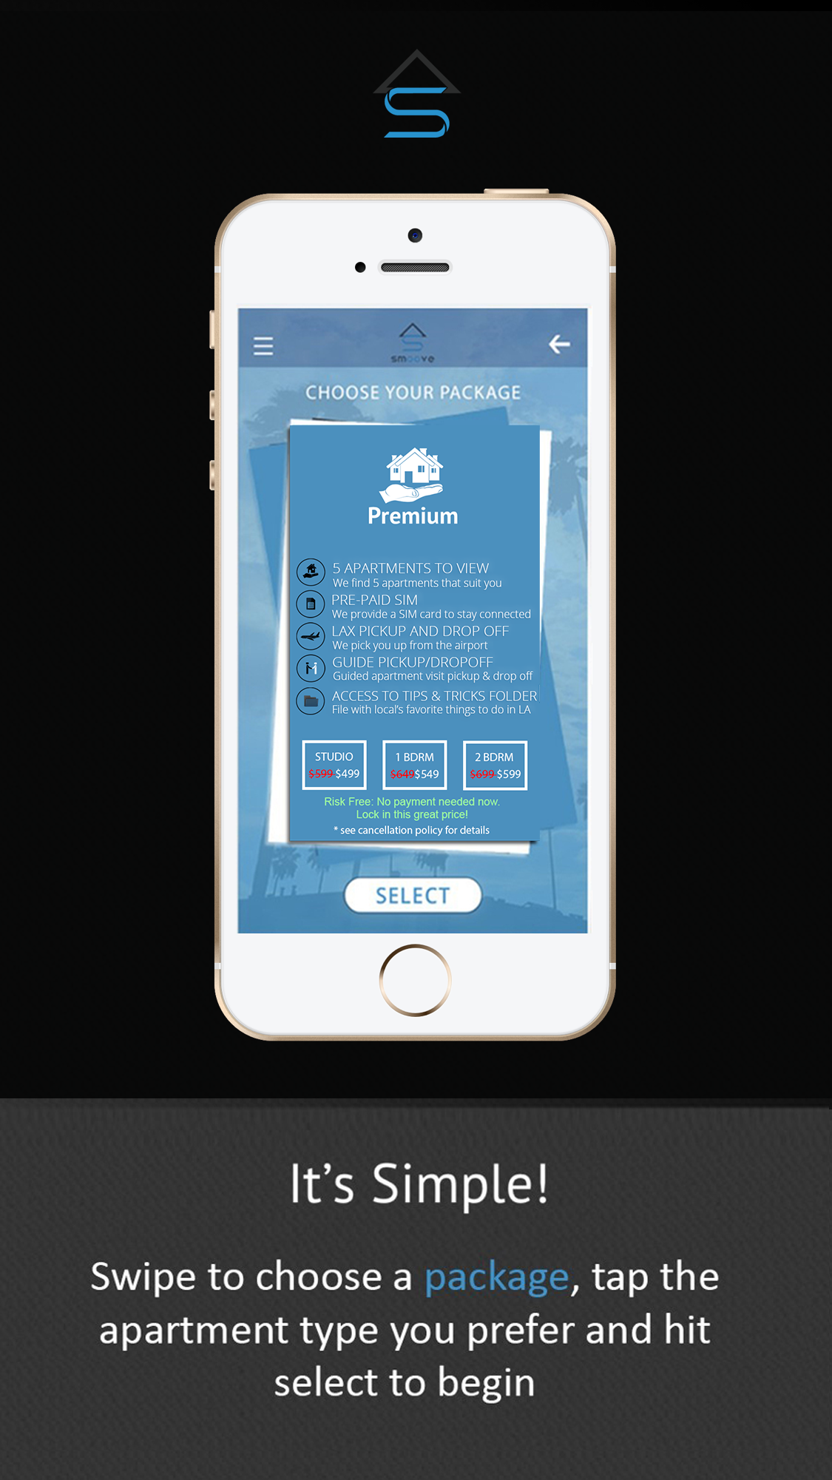 S
smoove
CHOOSE YOUR PACKAGE
Premium
5 APARTMENTS TO VIEW
We find 5 apartments that suit you
PRE-PAID SIM
We provide a SIM card to stay connected
LAX PICKUP AND DROP OFF
We pick you up from the airport
GUIDE PICKUP/DROPOFF
Guided apartment visit pickup & drop off
ACCESS TO TIPS & TRICKS FOLDER
File with local's favorite things to do in LA
STUDIO 1 BDRM 2 BDRM
$599 $499 $649 $549 $699 $599
Risk Free: No payment needed now.
Lock in this great price!
* see cancellation policy for details
SELECT
It's Simple!
Swipe to choose a package, tap the
apartment type you prefer and hit
select to begin